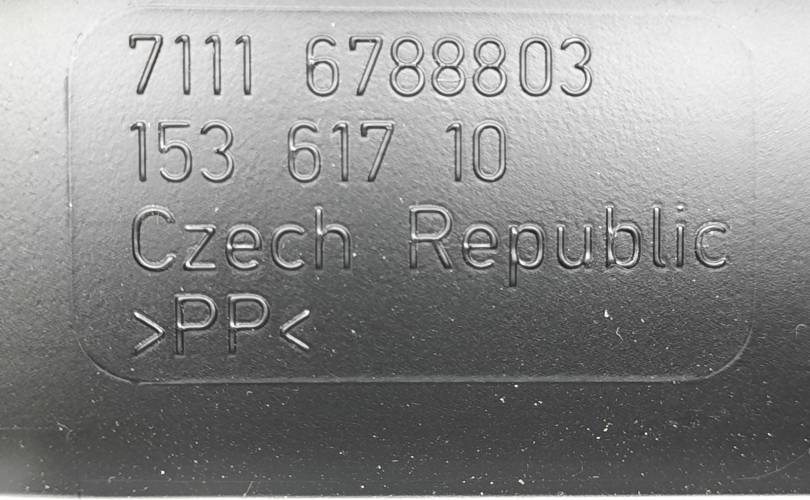 7111 6788803
153 617 10
Czech Republic
>PP<